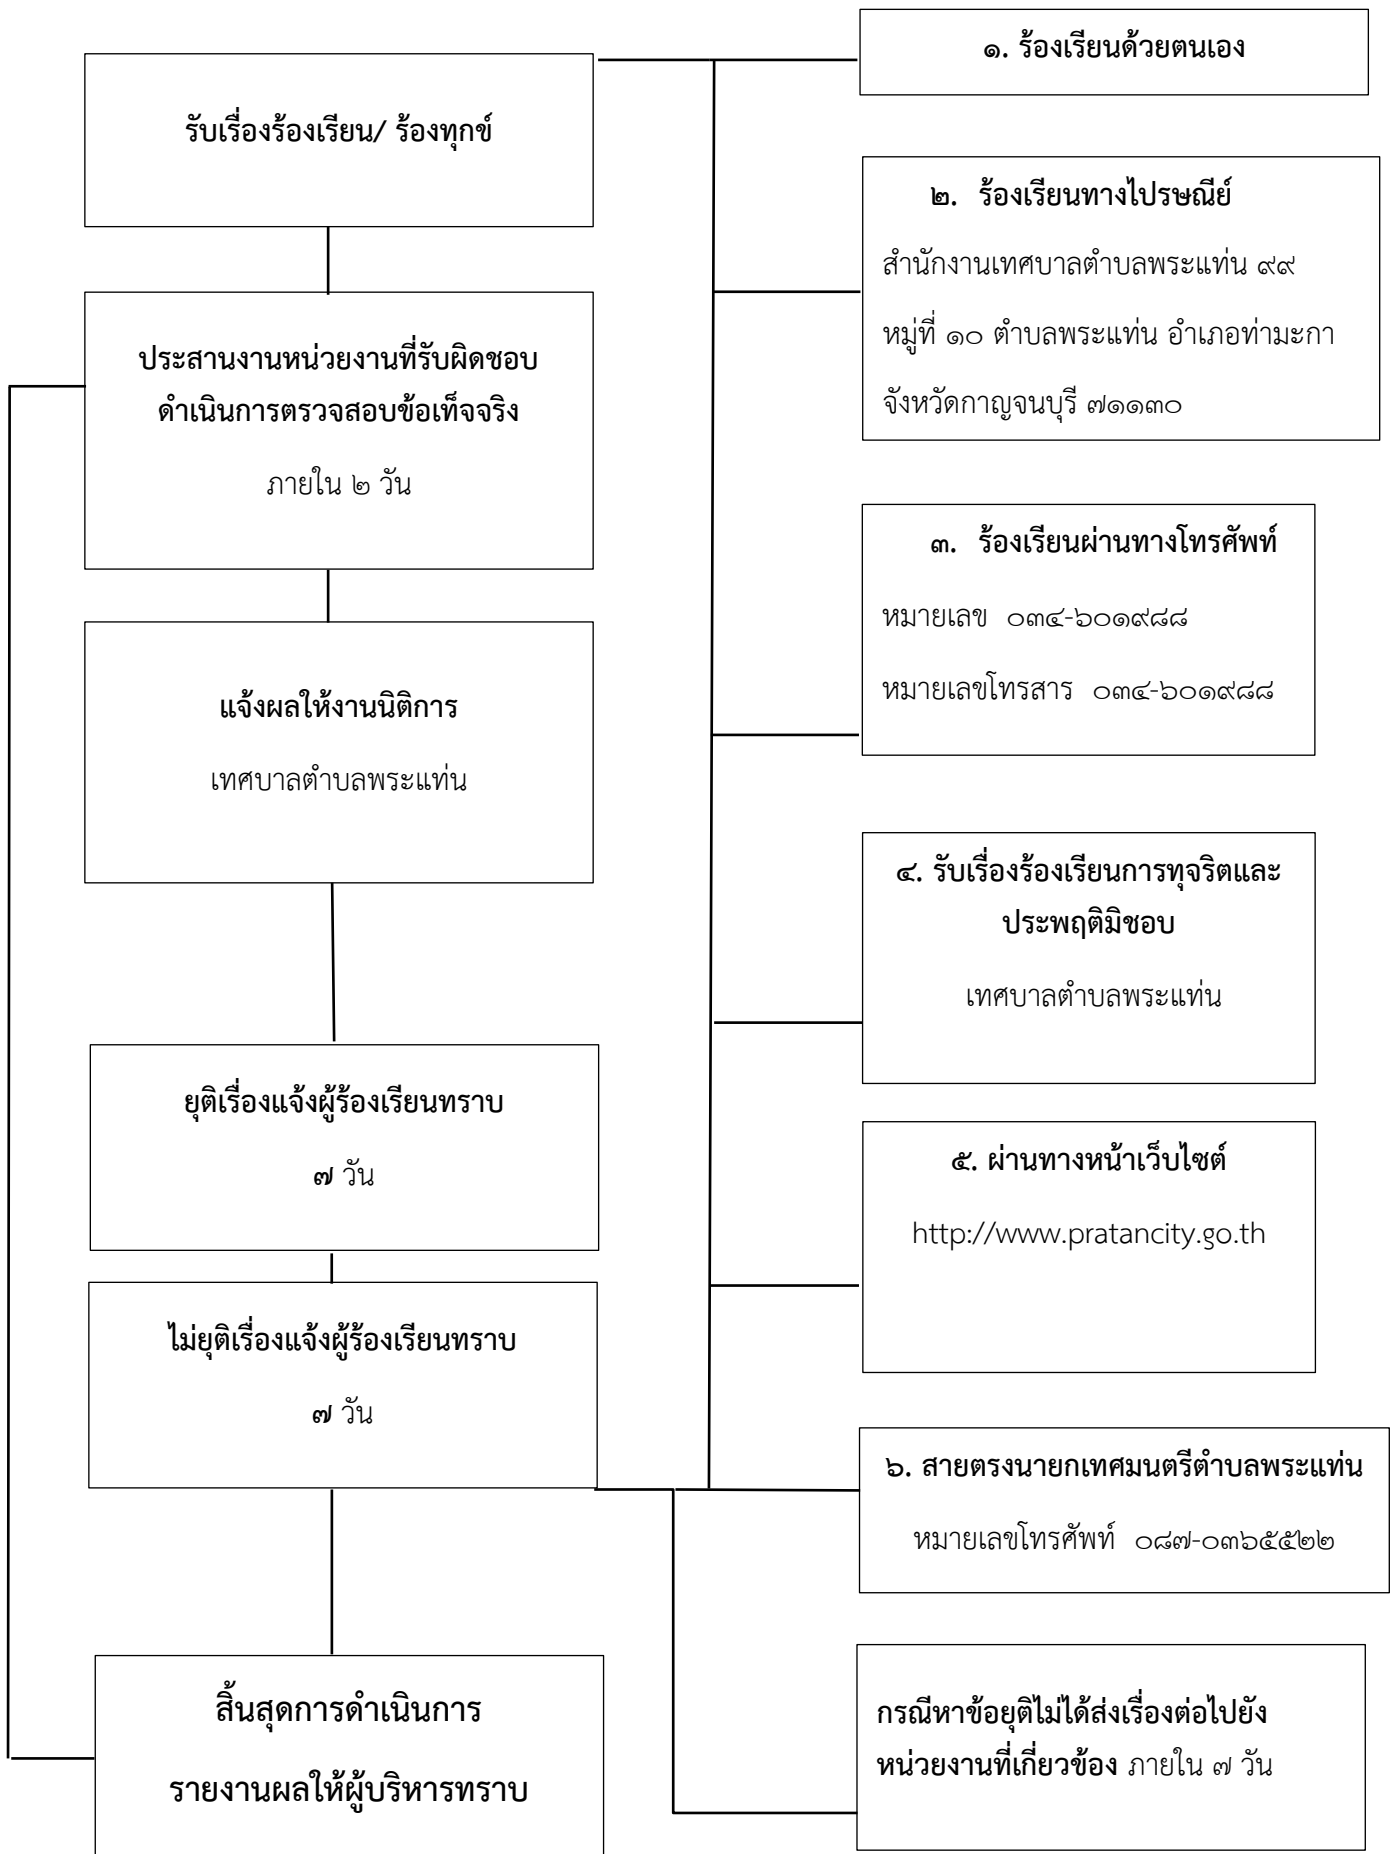 รับเรื่องร้องเรียน/ ร้องทุกข์
ประสานงานหน่วยงานที่รับผิดชอบ
ดำเนินการตรวจสอบข้อเท็จจริง
ภายใน ๒ วัน
แจ้งผลให้งานนิติการ
เทศบาลตำบลพระแท่น
ยุติเรื่องแจ้งผู้ร้องเรียนทราบ
๗ วัน
ไม่ยุติเรื่องแจ้งผู้ร้องเรียนทราบ
๗ วัน
สิ้นสุดการดำเนินการ
รายงานผลให้ผู้บริหารทราบ
๑. ร้องเรียนด้วยตนเอง
๒. ร้องเรียนทางไปรษณีย์
สำนักงานเทศบาลตำบลพระแท่น ๙๙
หมู่ที่ ๑๐ ตำบลพระแท่น อำเภอท่ามะกา
จังหวัดกาญจนบุรี ๗๑๑๓๐
๓. ร้องเรียนผ่านทางโทรศัพท์
หมายเลข ๐๓๔-๖๐๑๙๘๘
หมายเลขโทรสาร ๐๓๔-๖๐๑๙๘๘
๔. รับเรื่องร้องเรียนการทุจริตและ
ประพฤติมิชอบ
เทศบาลตำบลพระแท่น
๕. ผ่านทางหน้าเว็บไซต์
http://www.pratancity.go.th
๖. สายตรงนายกเทศมนตรีตำบลพระแท่น
หมายเลขโทรศัพท์ ๐๘๗-๐๓๖๕๕๒๒
กรณีหาข้อยุติไม่ได้ส่งเรื่องต่อไปยัง
หน่วยงานที่เกี่ยวข้อง ภายใน ๗ วัน